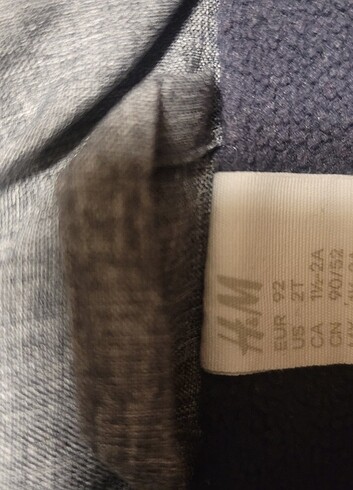 H&M
EUR 92
US 2T
CA 1½-2A
CN 90/52